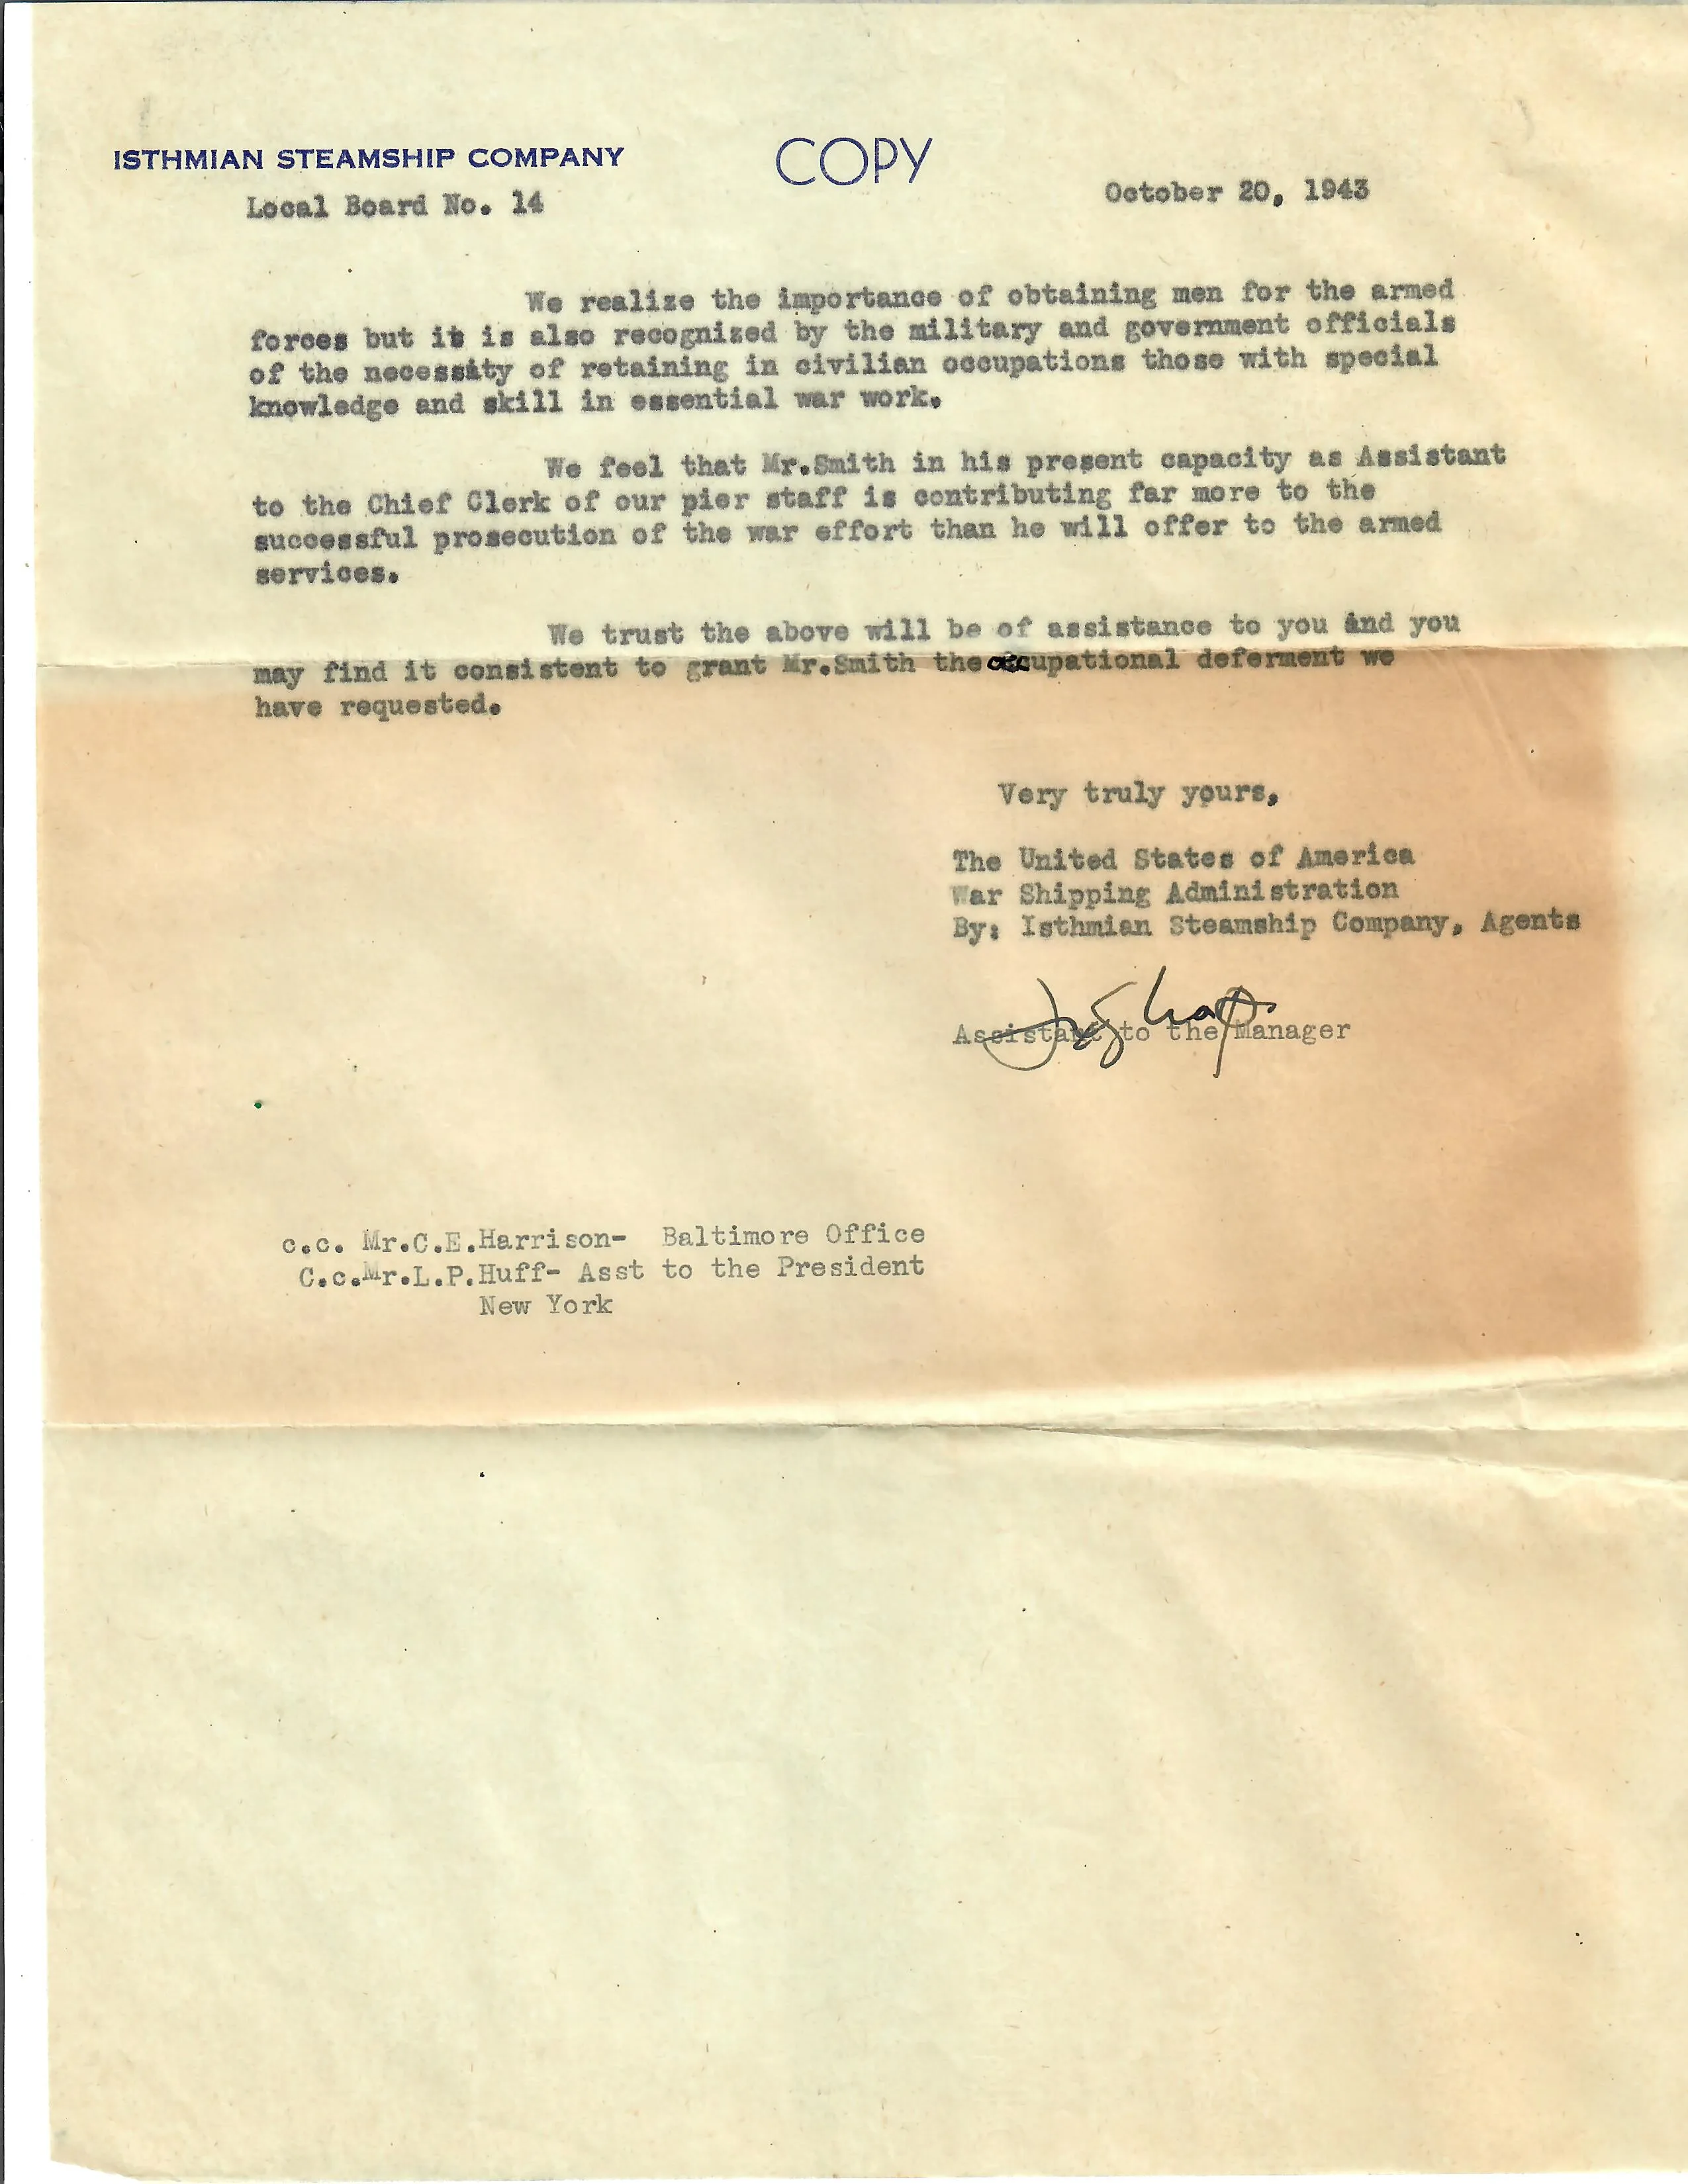 ISTHMIAN STEAMSHIP COMPANY COPY
Local Board No. 14 October 20, 1943
We realize the importance of obtaining men for the armed
forces but it is also recognized by the military and government officials
of the necessity of retaining in civilian occupations those with special
knowledge and skill in essential war work.
We feel that Mr.Smith in his present capacity as Assistant
to the Chief Clerk of our pier staff is contributing far more to the
successful prosecution of the war effort than he will offer to the armed
services.
We trust the above will be of assistance to you and you
may find it consistent to grant Mr.Smith the occupational deferment we
have requested.
Very truly yours,
The United States of America
War Shipping Administration
By: Isthmian Steamship Company, Agents
Assistant to the Manager
c.c. Mr.C.E.Harrison- Baltimore Office
C.c.Mr.L.P.Huff- Asst to the President
New York